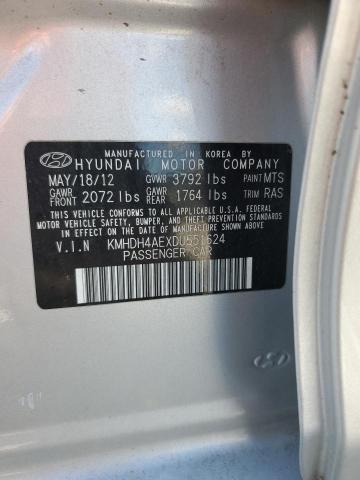 MANUFACTURED IN KOREA BY
HYUNDAI MOTOR COMPANY
MAY/18/12 GVWR 3792 lbs PAINT MTS
GAWR FRONT 2072 lbs GAWR REAR 1764 lbs TRIM RAS
THIS VEHICLE CONFORMS TO ALL APPLICABLE U.S.A. FEDERAL
MOTOR VEHICLE SAFETY, BUMPER, AND THEFT PREVENTION
STANDARDS IN EFFECT ON THE DATE OF MANUFACTURE SHOWN ABOVE.
V.I.N KMHDH4AEXDU551624
PASSENGER CAR